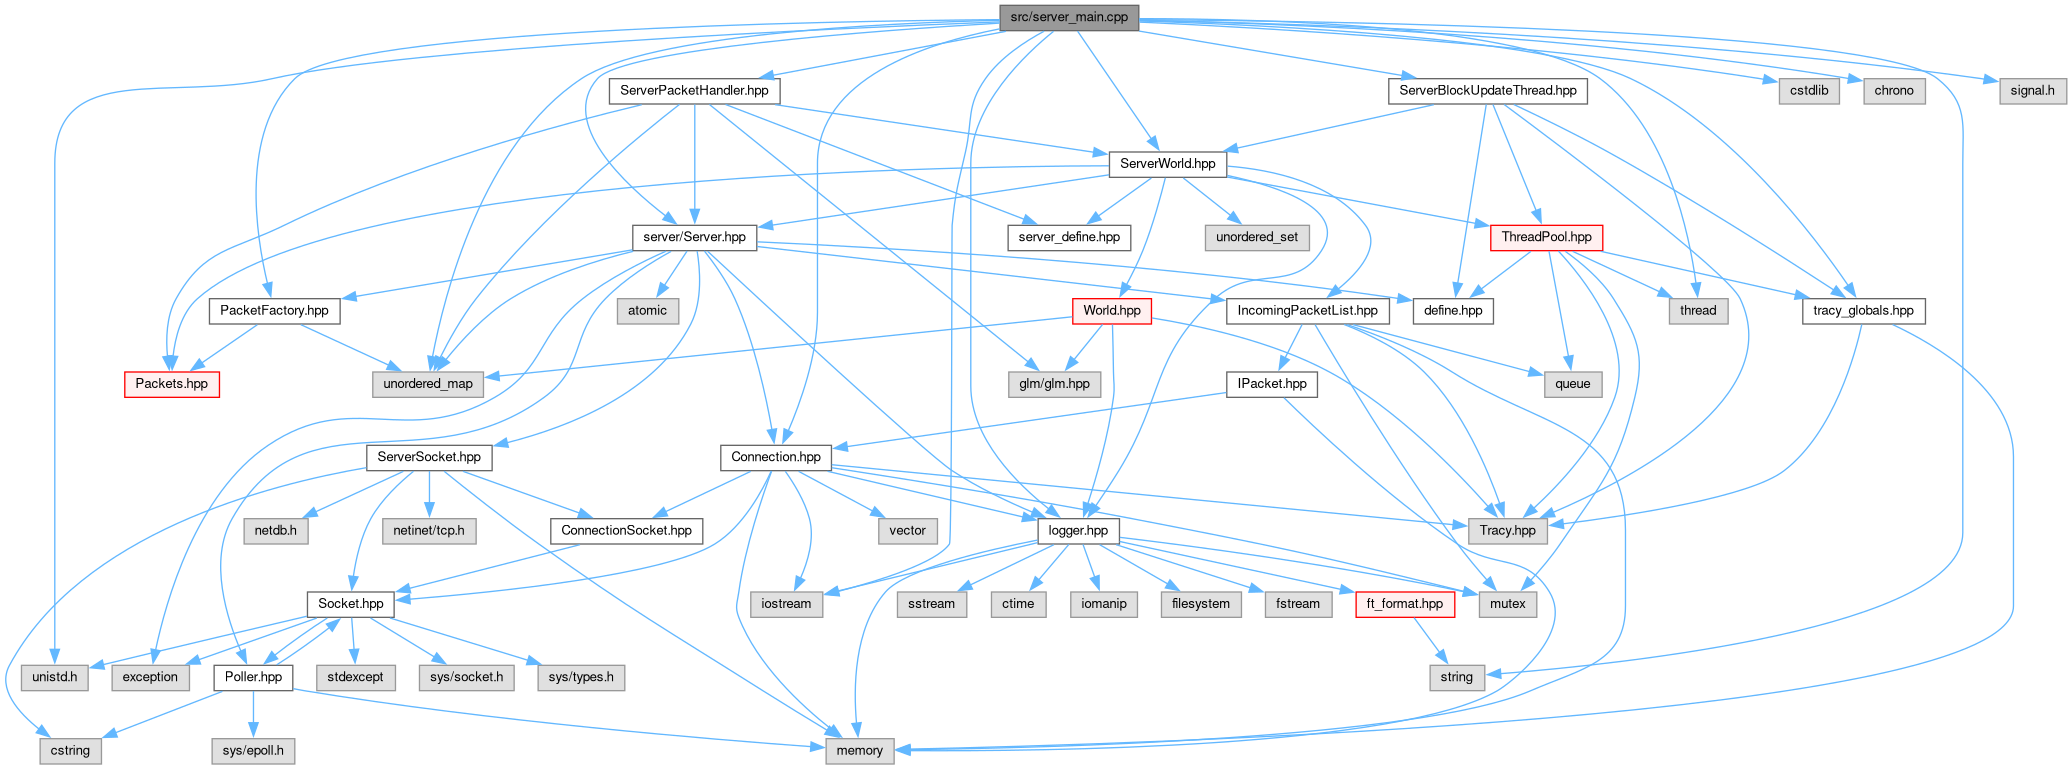 src/server_main.cpp
ServerPacketHandler.hpp
ServerBlockUpdateThread.hpp
cstdlib
chrono
signal.h
ServerWorld.hpp
server/Server.hpp
server_define.hpp
unordered_set
ThreadPool.hpp
PacketFactory.hpp
atomic
World.hpp
IncomingPacketList.hpp
define.hpp
thread
tracy_globals.hpp
Packets.hpp
unordered_map
glm/glm.hpp
IPacket.hpp
queue
ServerSocket.hpp
Connection.hpp
netdb.h
netinet/tcp.h
ConnectionSocket.hpp
vector
logger.hpp
Tracy.hpp
Socket.hpp
iostream
sstream
ctime
iomanip
filesystem
fstream
ft_format.hpp
mutex
unistd.h
exception
Poller.hpp
stdexcept
sys/socket.h
sys/types.h
string
cstring
sys/epoll.h
memory